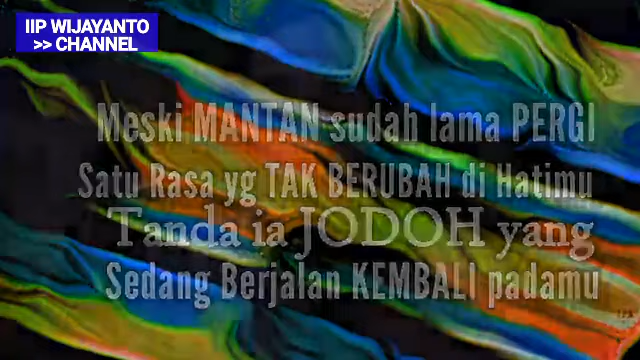 IIP WIJAYANTO
>> CHANNEL
Meski MANTAN sudah lama PERGI
Satu Rasa yg TAK BERUBAH di Hatimu
Tanda ia JODOH yang
Sedang Berjalan KEMBALI padamu